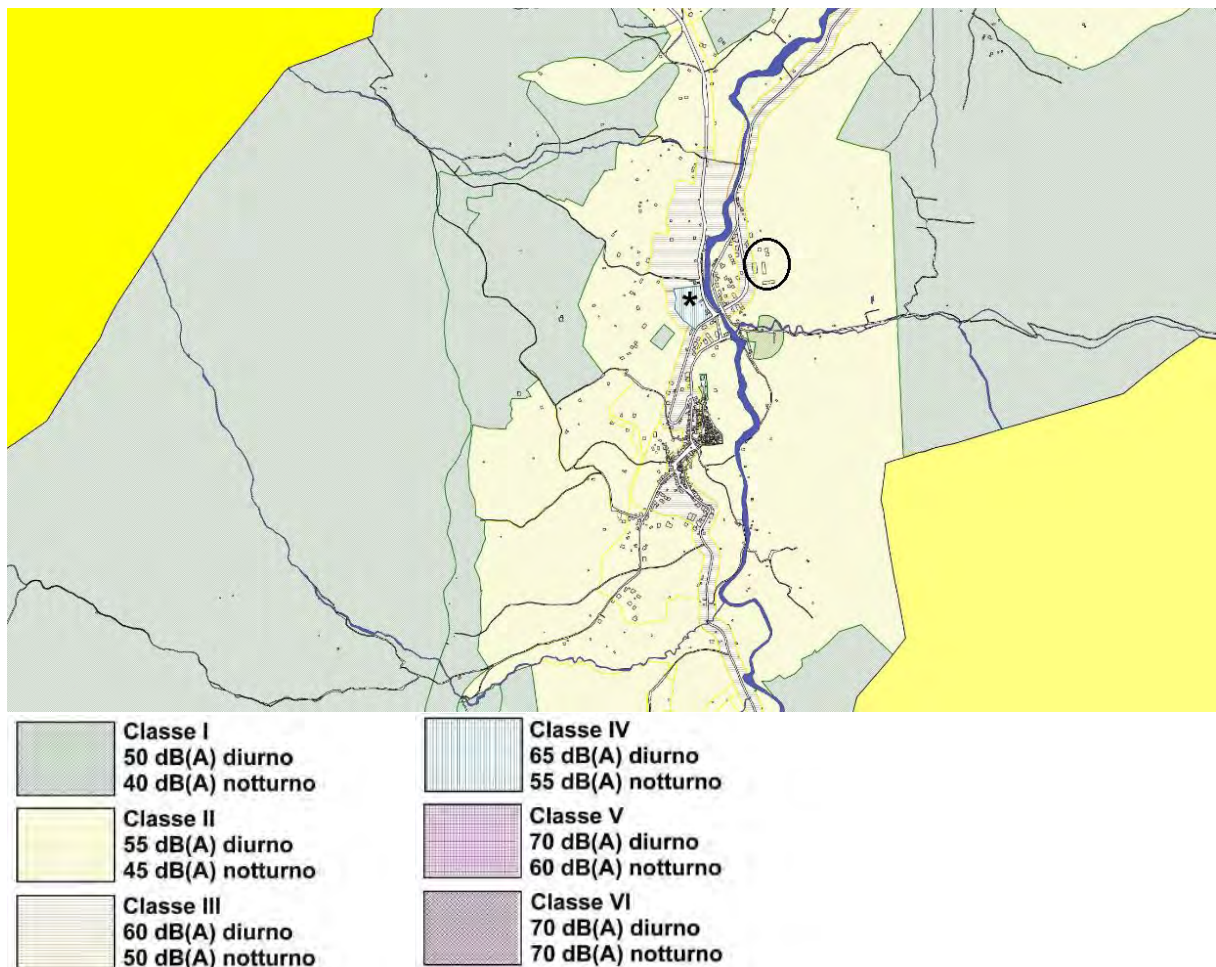 *
Classe I
50 dB(A) diurno
40 dB(A) notturno
Classe II
55 dB(A) diurno
45 dB(A) notturno
Classe III
60 dB(A) diurno
50 dB(A) notturno
Classe IV
65 dB(A) diurno
55 dB(A) notturno
Classe V
70 dB(A) diurno
60 dB(A) notturno
Classe VI
70 dB(A) diurno
70 dB(A) notturno